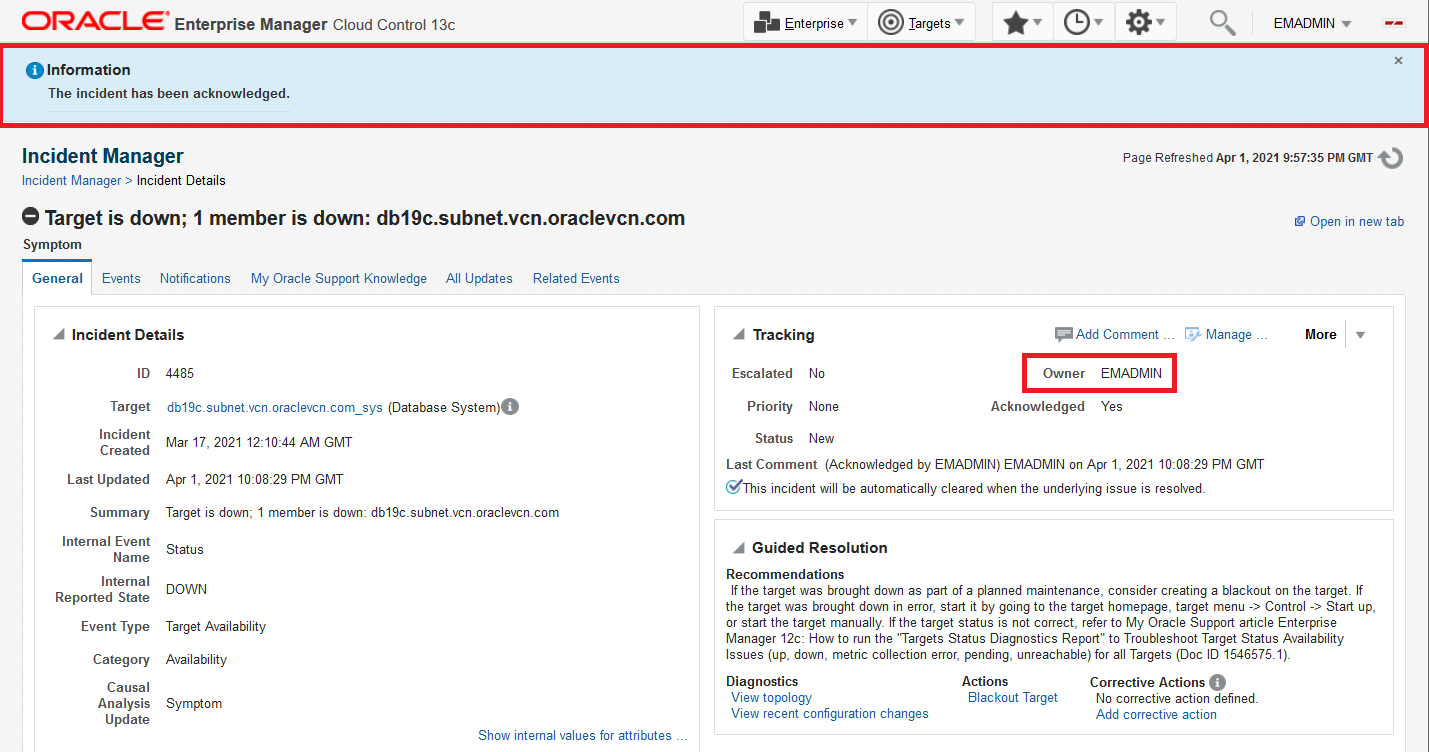 ORACLE® Enterprise Manager Cloud Control 13c Enterprise Targets EMADMIN
Information
The incident has been acknowledged.
Incident Manager
Page Refreshed Apr 1, 2021 9:57:35 PM GMT
Incident Manager > Incident Details
Target is down; 1 member is down: db19c.subnet.vcn.oraclevcn.com
Open in new tab
Symptom
General Events Notifications My Oracle Support Knowledge All Updates Related Events
Incident Details
ID 4485
Target db19c.subnet.vcn.oraclevcn.com_sys (Database System)
Incident
Created Mar 17, 2021 12:10:44 AM GMT
Last Updated Apr 1, 2021 10:08:29 PM GMT
Summary Target is down; 1 member is down: db19c.subnet.vcn.oraclevcn.com
Internal Event
Name Status
Internal
Reported State DOWN
Event Type Target Availability
Category Availability
Causal
Analysis
Update Symptom
Show internal values for attributes ...
Tracking Add Comment ... Manage ... More
Escalated No Owner EMADMIN
Priority None Acknowledged Yes
Status New
Last Comment (Acknowledged by EMADMIN) EMADMIN on Apr 1, 2021 10:08:29 PM GMT
This incident will be automatically cleared when the underlying issue is resolved.
Guided Resolution
Recommendations
If the target was brought down as part of a planned maintenance, consider creating a blackout on the target. If
the target was brought down in error, start it by going to the target homepage, target menu -> Control -> Start up,
or start the target manually. If the target status is not correct, refer to My Oracle Support article Enterprise
Manager 12c: How to run the "Targets Status Diagnostics Report" to Troubleshoot Target Status Availability
Issues (up, down, metric collection error, pending, unreachable) for all Targets (Doc ID 1546575.1).
Diagnostics Actions Corrective Actions
View topology Blackout Target No corrective action defined.
View recent configuration changes Add corrective action